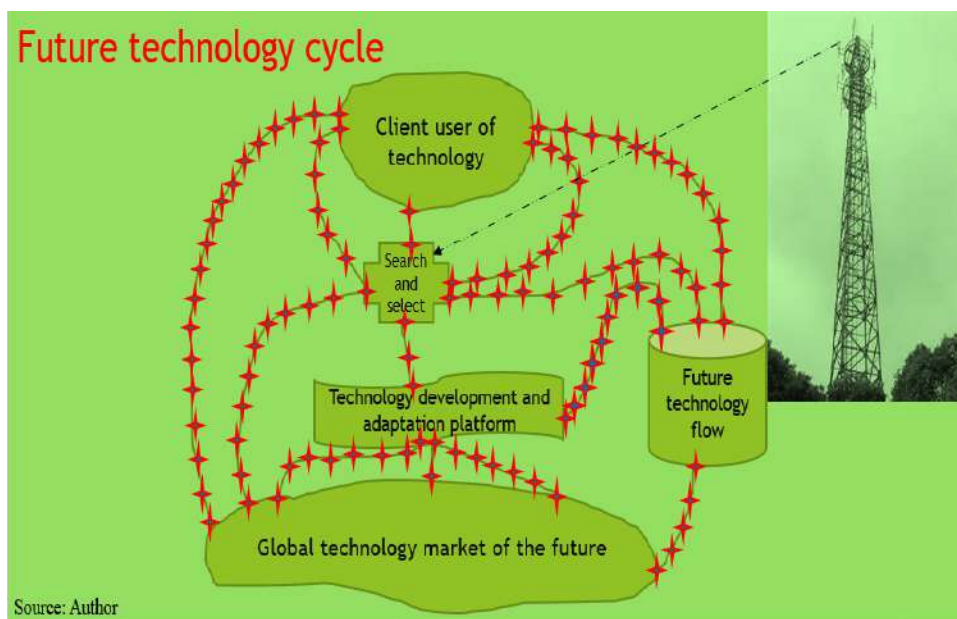 Future technology cycle
Client user of
technology
Search
and
select
Technology development and
adaptation platform
Future
technology
flow
Global technology market of the future
Source: Author